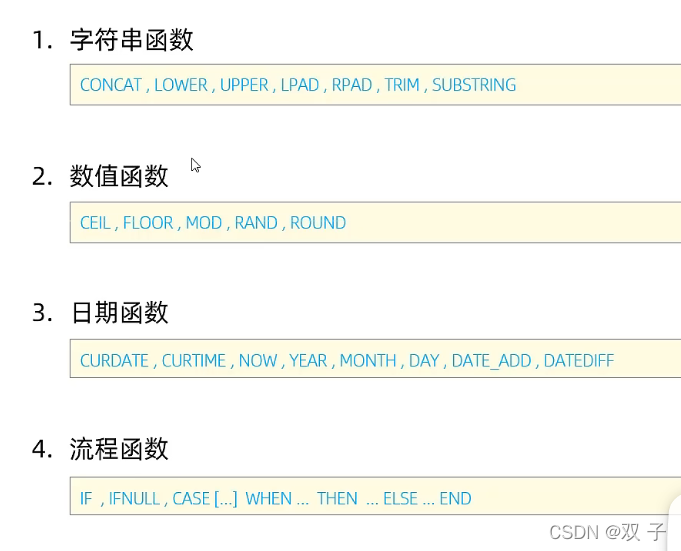 1. 字符串函数
CONCAT , LOWER , UPPER , LPAD , RPAD , TRIM , SUBSTRING
2. 数值函数
CEIL , FLOOR , MOD , RAND , ROUND
3. 日期函数
CURDATE , CURTIME , NOW , YEAR , MONTH , DAY , DATE_ADD , DATEDIFF
4. 流程函数
IF , IFNULL , CASE [...] WHEN ... THEN ... ELSE ... END
CSDN @双 子